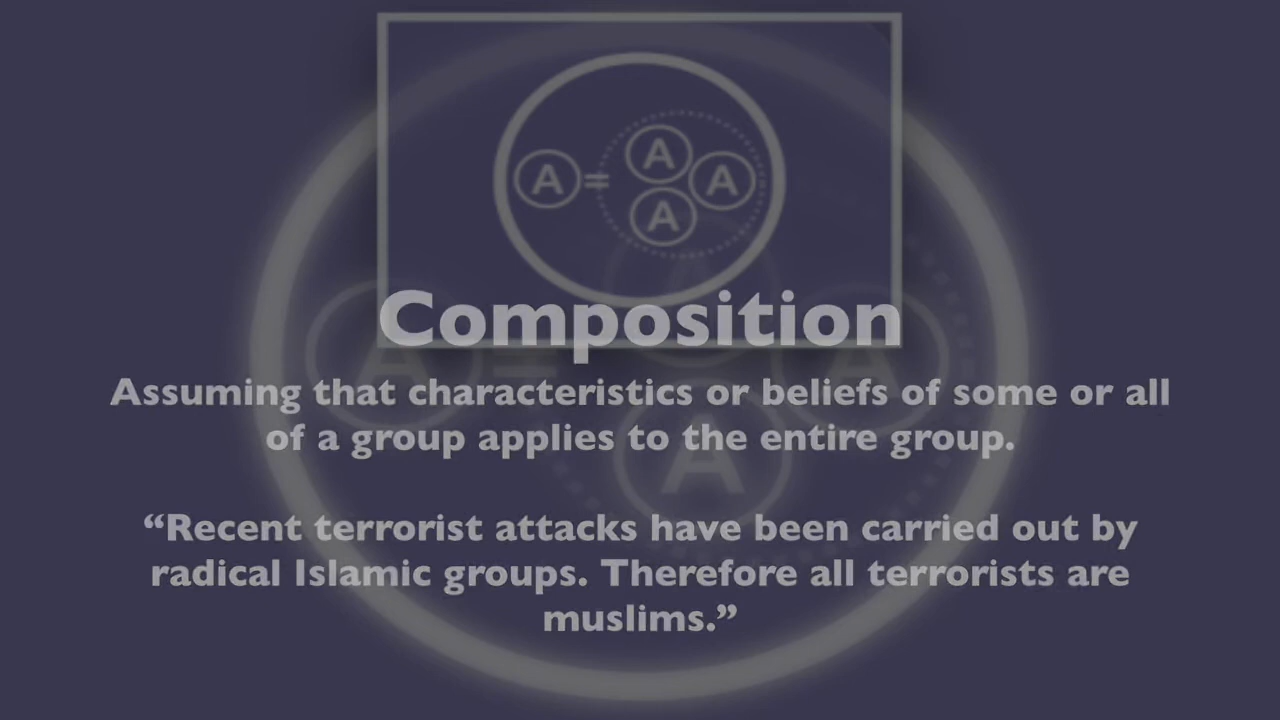 A = A A A
Composition
Assuming that characteristics or beliefs of some or all
of a group applies to the entire group.
“Recent terrorist attacks have been carried out by
radical Islamic groups. Therefore all terrorists are
muslims.”